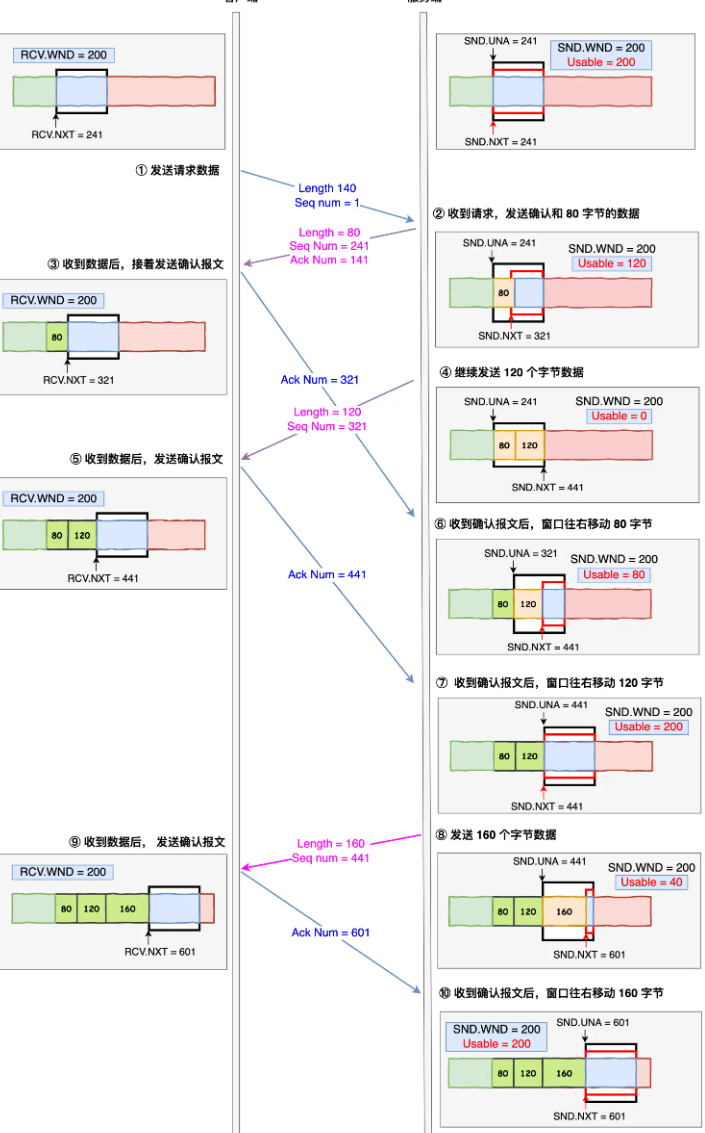 客户端
服务端
RCV.WND = 200
RCV.NXT = 241
SND.UNA = 241
SND.WND = 200
Usable = 200
SND.NXT = 241
① 发送请求数据
Length 140
Seq num = 1
② 收到请求，发送确认和 80 字节的数据
Length = 80
Seq Num = 241
Ack Num = 141
SND.UNA = 241
SND.WND = 200
Usable = 120
80
SND.NXT = 321
③ 收到数据后，接着发送确认报文
RCV.WND = 200
80
RCV.NXT = 321
Ack Num = 321
④ 继续发送 120 个字节数据
Length = 120
Seq Num = 321
SND.UNA = 241
SND.WND = 200
Usable = 0
80 120
SND.NXT = 441
⑤ 收到数据后，发送确认报文
RCV.WND = 200
80 120
RCV.NXT = 441
Ack Num = 441
⑥ 收到确认报文后，窗口往右移动 80 字节
SND.UNA = 321
SND.WND = 200
Usable = 80
80 120
SND.NXT = 441
⑦ 收到确认报文后，窗口往右移动 120 字节
SND.UNA = 441
SND.WND = 200
Usable = 200
80 120
SND.NXT = 441
⑧ 发送 160 个字节数据
Length = 160
Seq num = 441
SND.UNA = 441
SND.WND = 200
Usable = 40
80 120 160
SND.NXT = 601
⑨ 收到数据后， 发送确认报文
RCV.WND = 200
80 120 160
RCV.NXT = 601
Ack Num = 601
⑩ 收到确认报文后，窗口往右移动 160 字节
SND.WND = 200
Usable = 200
SND.UNA = 601
80 120 160
SND.NXT = 601